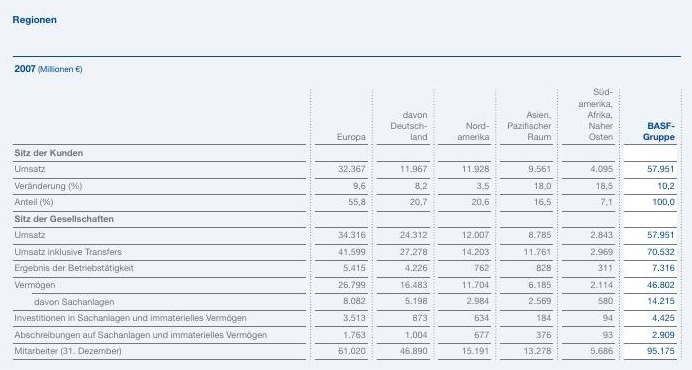 Regionen
2007 (Millionen €)
Europa davon Deutsch-land Nord-amerika Asien, Pazifischer Raum Süd-amerika, Afrika, Naher Osten BASF-Gruppe
Sitz der Kunden
Umsatz 32.367 11.967 11.928 9.561 4.095 57.951
Veränderung (%) 9,6 8,2 3,5 18,0 18,5 10,2
Anteil (%) 55,8 20,7 20,6 16,5 7,1 100,0
Sitz der Gesellschaften
Umsatz 34.316 24.312 12.007 8.785 2.843 57.951
Umsatz inklusive Transfers 41.599 27.278 14.203 11.761 2.969 70.532
Ergebnis der Betriebstätigkeit 5.415 4.226 762 828 311 7.316
Vermögen 26.799 16.483 11.704 6.185 2.114 46.802
davon Sachanlagen 8.082 5.198 2.984 2.569 580 14.215
Investitionen in Sachanlagen und immaterielles Vermögen 3.513 873 634 184 94 4.425
Abschreibungen auf Sachanlagen und immaterielles Vermögen 1.763 1.004 677 376 93 2.909
Mitarbeiter (31. Dezember) 61.020 46.890 15.191 13.278 5.686 95.175